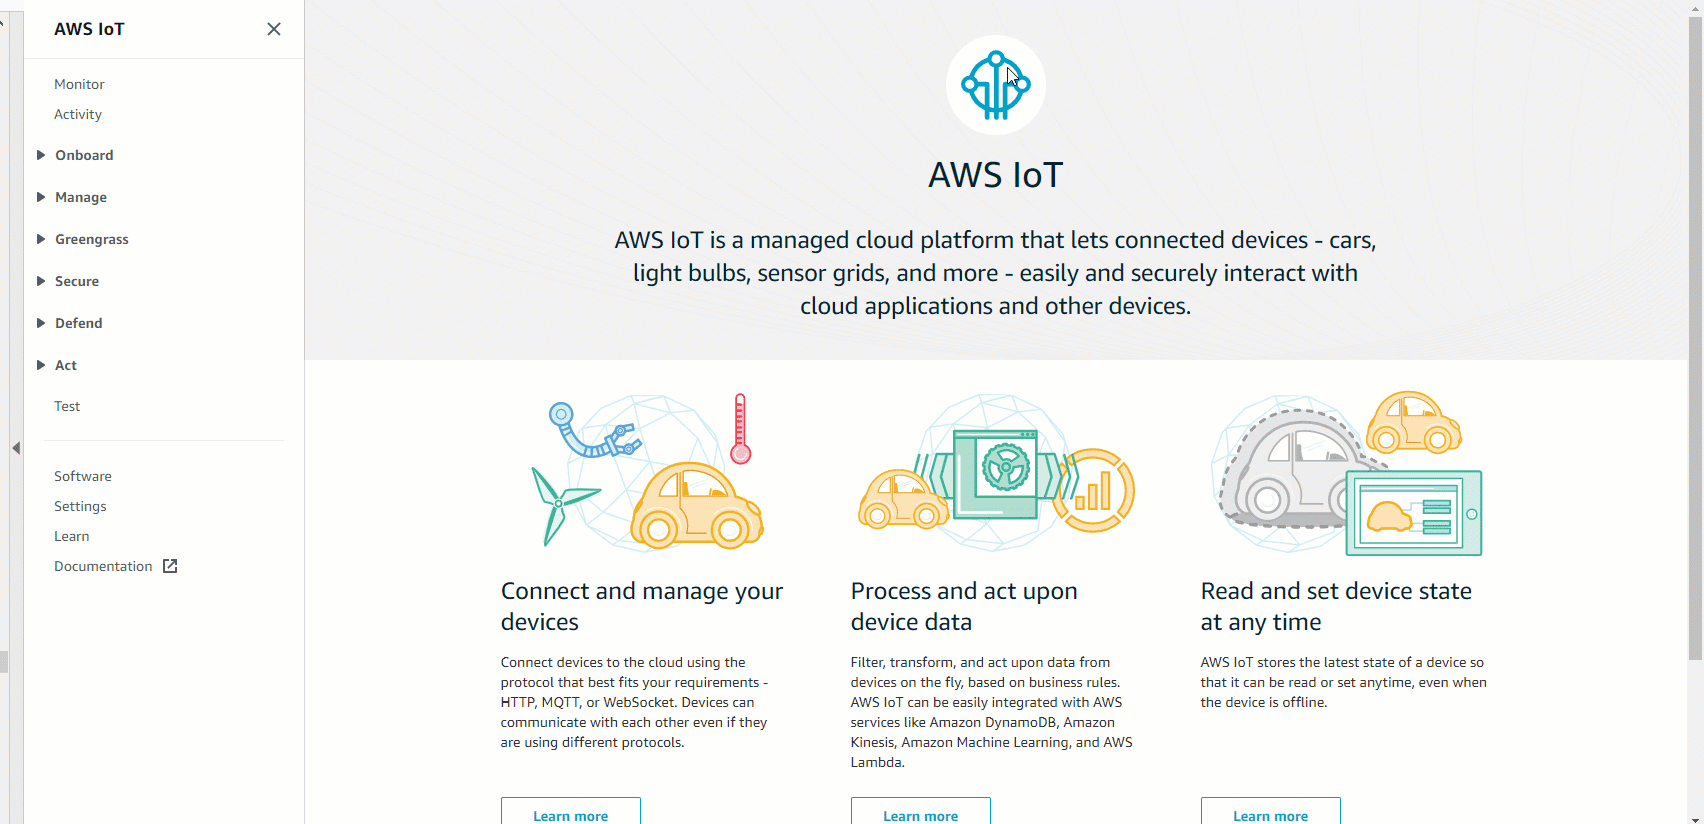 AWS IoT
Monitor
Activity
Onboard
Manage
Greengrass
Secure
Defend
Act
Test
Software
Settings
Learn
Documentation
AWS IoT
AWS IoT is a managed cloud platform that lets connected devices - cars,
light bulbs, sensor grids, and more - easily and securely interact with
cloud applications and other devices.
Connect and manage your
devices
Connect devices to the cloud using the
protocol that best fits your requirements -
HTTP, MQTT, or WebSocket. Devices can
communicate with each other even if they
are using different protocols.
Learn more
Process and act upon
device data
Filter, transform, and act upon data from
devices on the fly, based on business rules.
AWS IoT can be easily integrated with AWS
services like Amazon DynamoDB, Amazon
Kinesis, Amazon Machine Learning, and AWS
Lambda.
Learn more
Read and set device state
at any time
AWS IoT stores the latest state of a device so
that it can be read or set anytime, even when
the device is offline.
Learn more